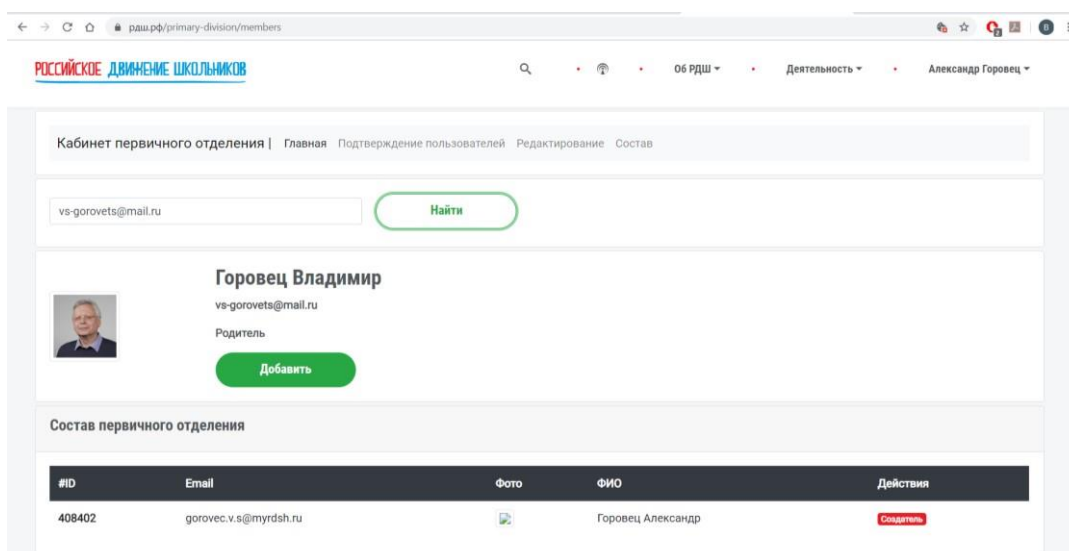 рдш.рф/primary-division/members
2
В
РОССИЙСКОЕ ДВИЖЕНИЕ ШКОЛЬНИКОВ
Об РДШ
Деятельность
Александр Горовец
Кабинет первичного отделения | Главная Подтверждение пользователей Редактирование Состав
vs-gorovets@mail.ru
Найти
Горовец Владимир
vs-gorovets@mail.ru
Родитель
Добавить
Состав первичного отделения
#ID Email Фото ФИО Действия
408402 gorovec.v.s@myrdsh.ru Горовец Александр Создатель